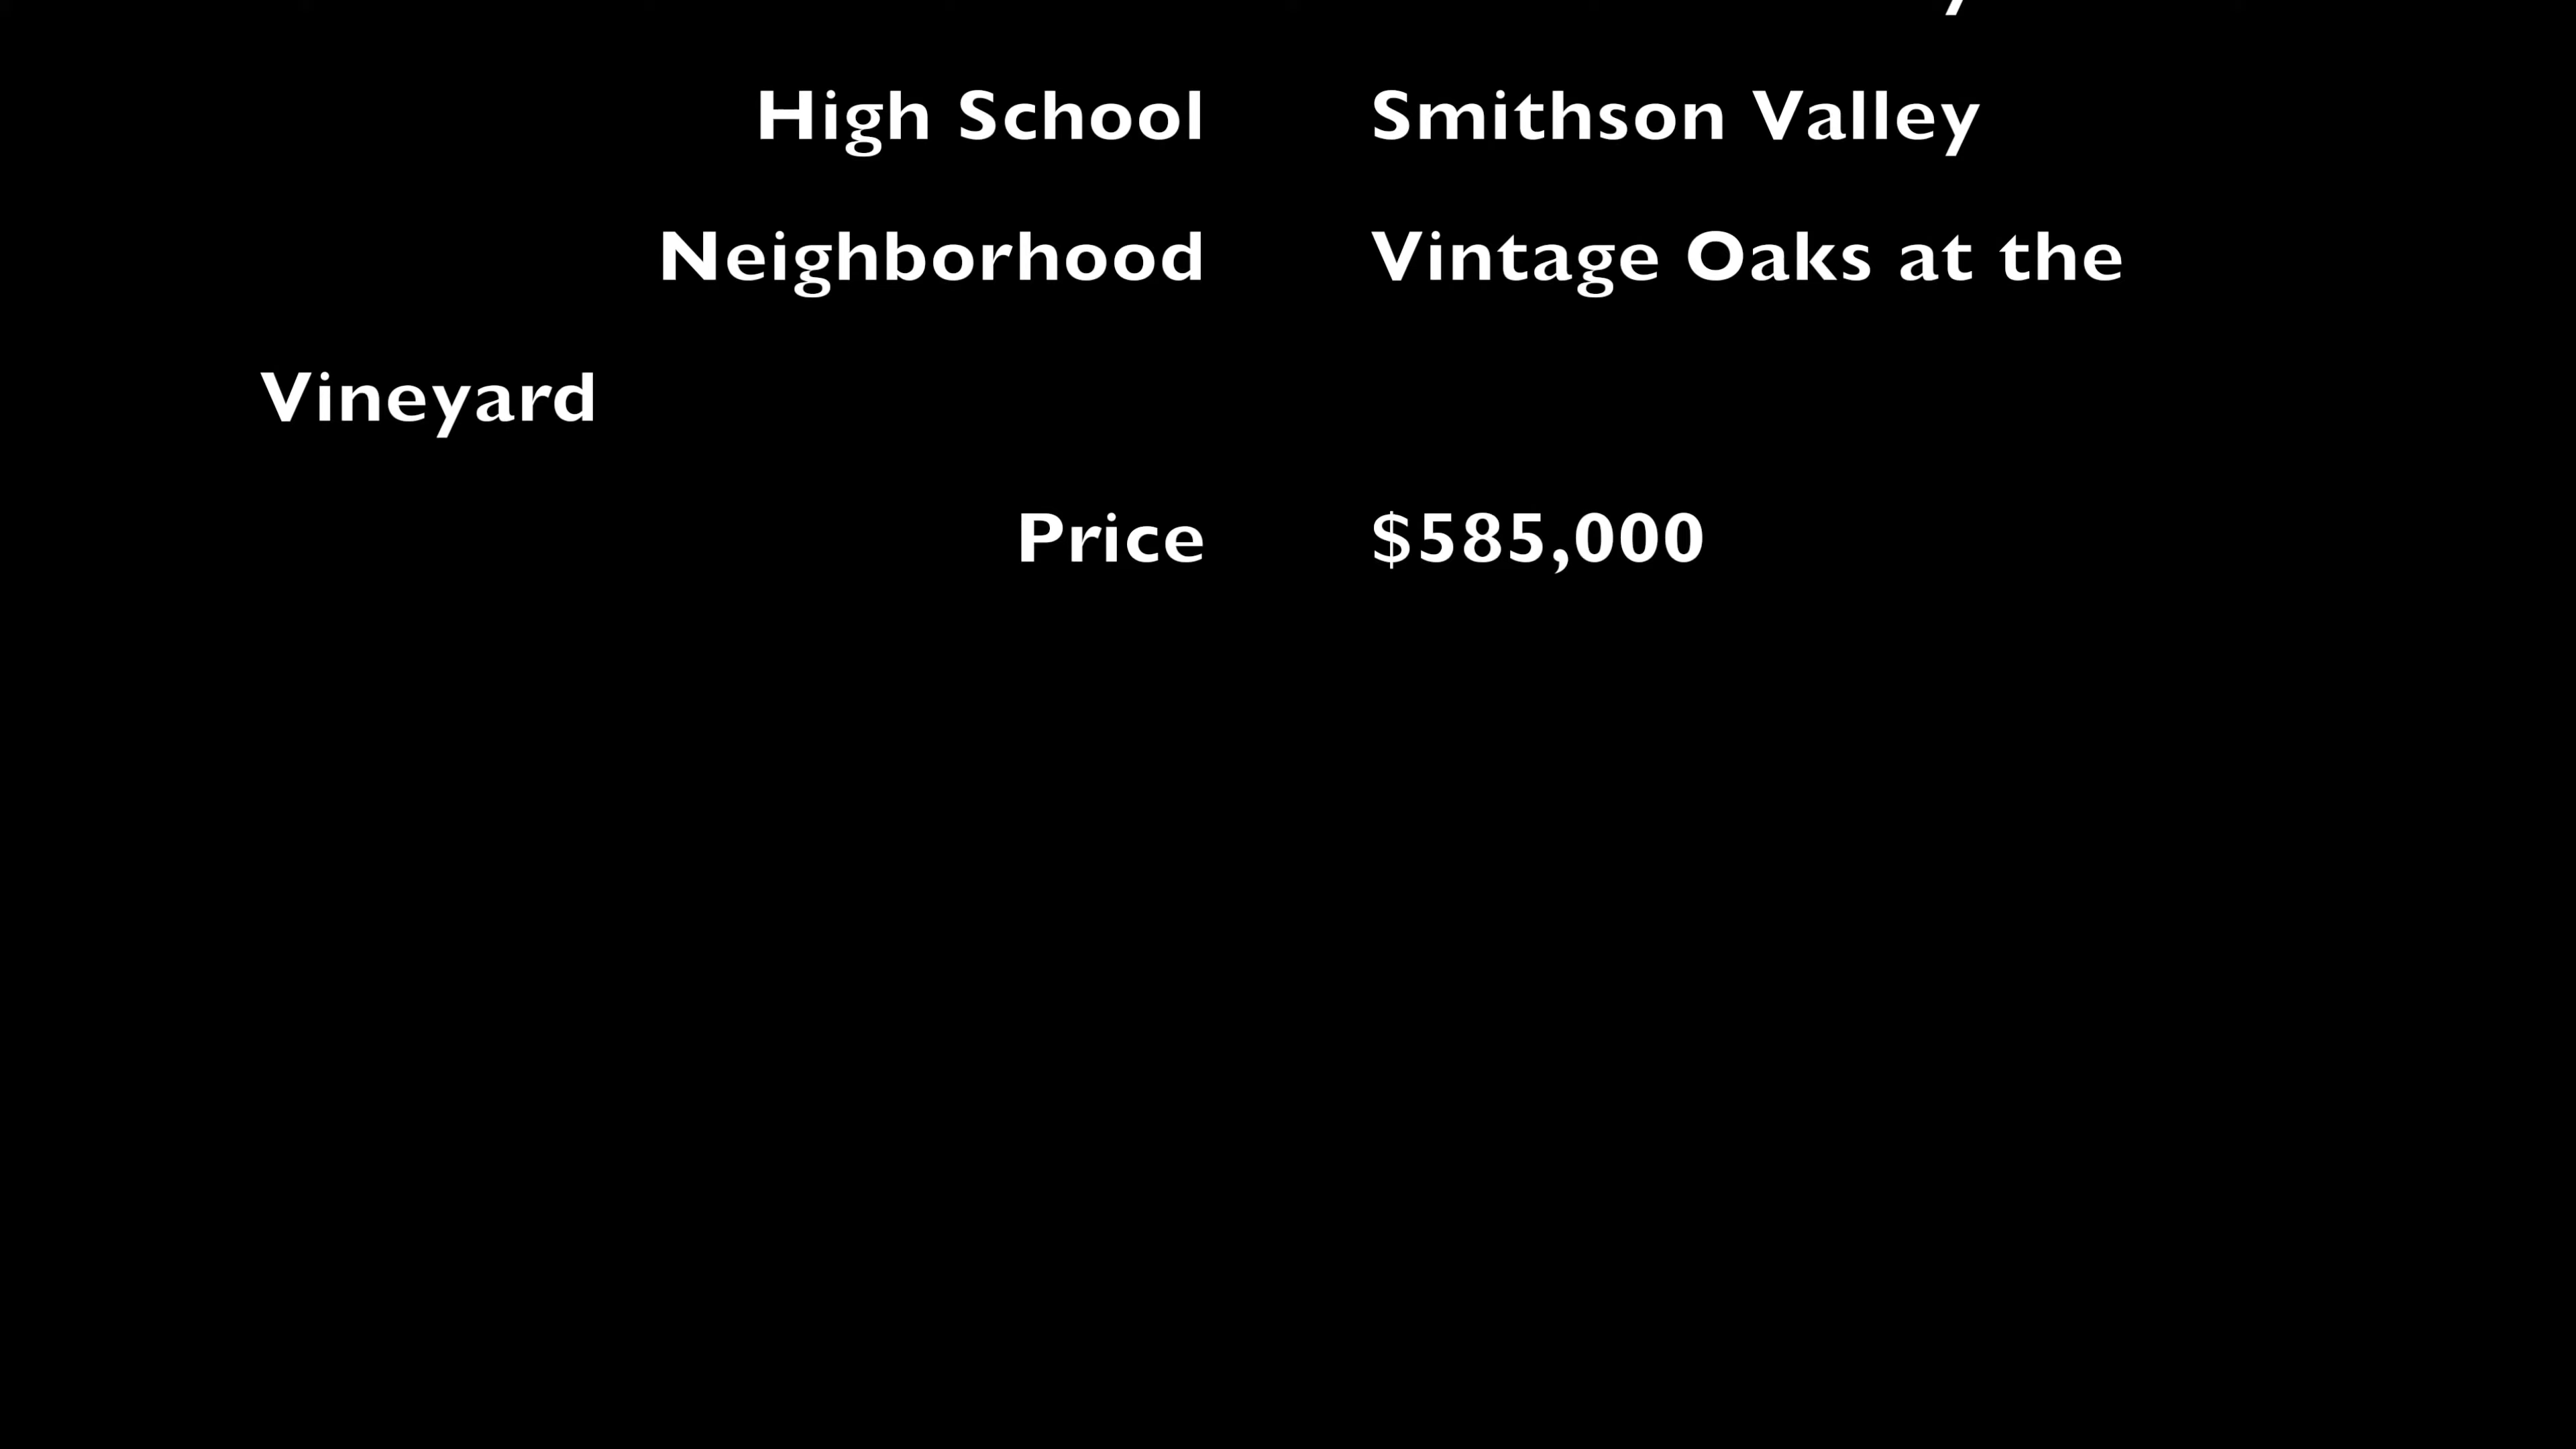 High School Smithson Valley
Neighborhood Vintage Oaks at the
Vineyard
Price $585,000